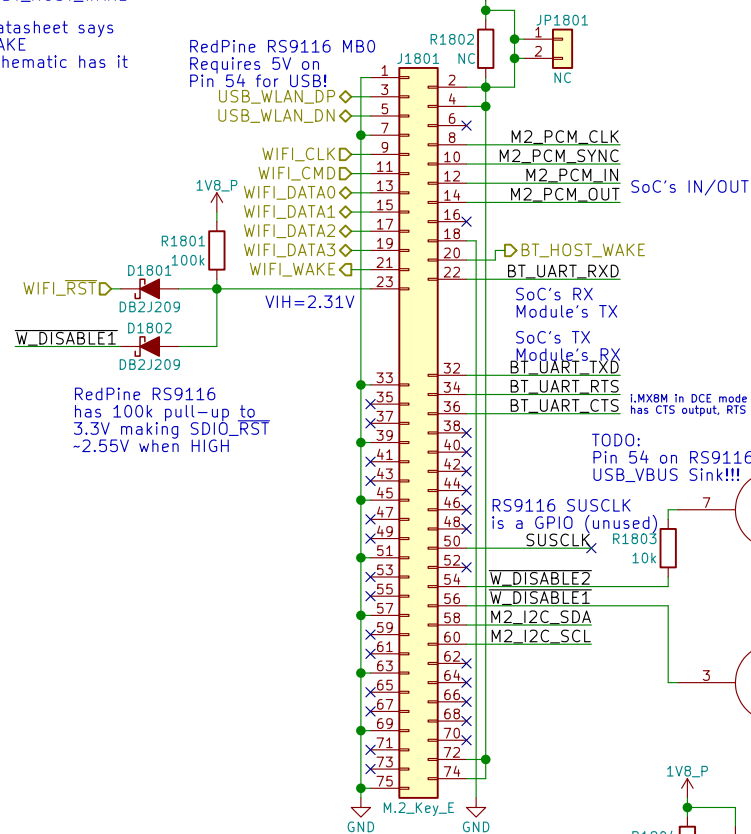 atasheet says
AKE
hematic has it
RedPine RS9116 MB0
Requires 5V on
Pin 54 for USB!
R1802
NC
JP1801
1
2
NC
J1801
1
3
5
7
9
11
13
15
17
19
21
23
33
35
37
39
41
43
45
47
49
51
53
55
57
59
61
63
65
67
69
71
73
75
2
4
6
8
10
12
14
16
18
20
22
32
34
36
38
40
42
44
46
48
50
52
54
56
58
60
62
64
66
68
70
72
74
M.2_Key_E
GND
GND
USB_WLAN_DP
USB_WLAN_DN
WIFI_CLK
WIFI_CMD
WIFI_DATA0
WIFI_DATA1
WIFI_DATA2
WIFI_DATA3
WIFI_WAKE
VIH=2.31V
1V8_P
R1801
100k
WIFI_RST
D1801
DB2J209
W_DISABLE1
D1802
DB2J209
RedPine RS9116
has 100k pull-up to
3.3V making SDIO_RST
~2.55V when HIGH
M2_PCM_CLK
M2_PCM_SYNC
M2_PCM_IN
M2_PCM_OUT
SoC's IN/OUT
BT_HOST_WAKE
BT_UART_RXD
SoC's RX
Module's TX
SoC's TX
Module's RX
BT_UART_TXD
BT_UART_RTS
BT_UART_CTS
i.MX8M in DCE mode
has CTS output, RTS
TODO:
Pin 54 on RS9116
USB_VBUS Sink!!!
RS9116 SUSCLK
is a GPIO (unused)
SUSCLK
R1803
10k
7
W_DISABLE2
W_DISABLE1
M2_I2C_SDA
M2_I2C_SCL
3
1V8_P